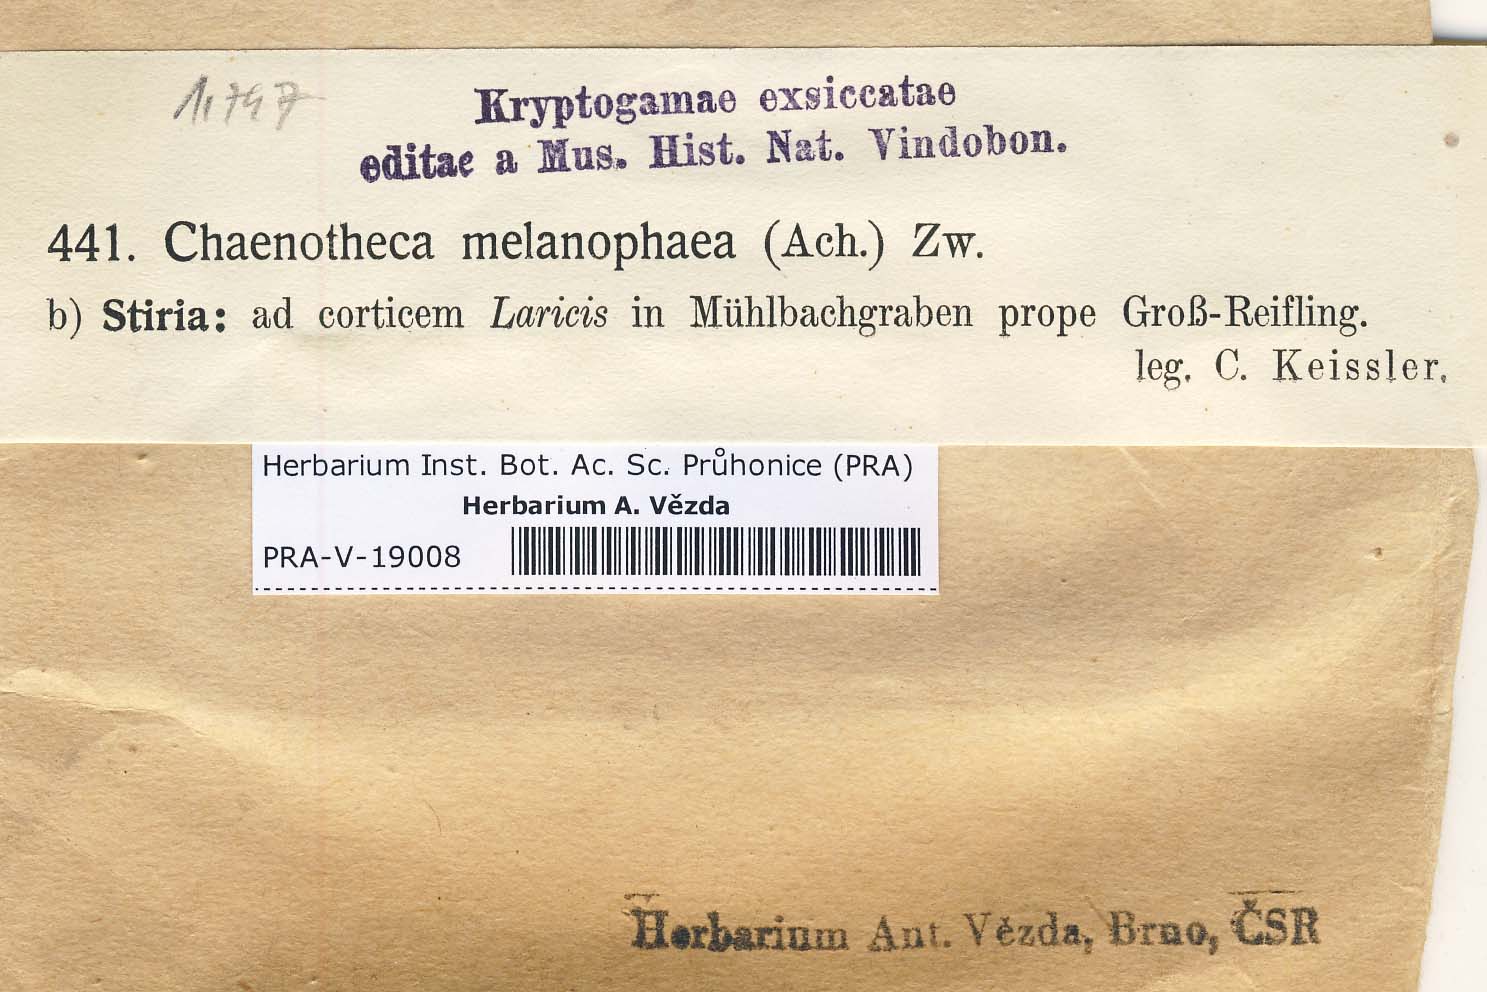 11797
Kryptogamae exsiccatae
editae a Mus. Hist. Nat. Vindobon.
441. Chaenotheca melanophaea (Ach.) Zw.
b) Stiria: ad corticem Laricis in Mühlbachgraben prope Groß-Reifling.
leg. C. Keissler.
Herbarium Inst. Bot. Ac. Sc. Průhonice (PRA)
Herbarium A. Vězda
PRA-V-19008
Herbarium Ant. Vězda, Brno, ČSR